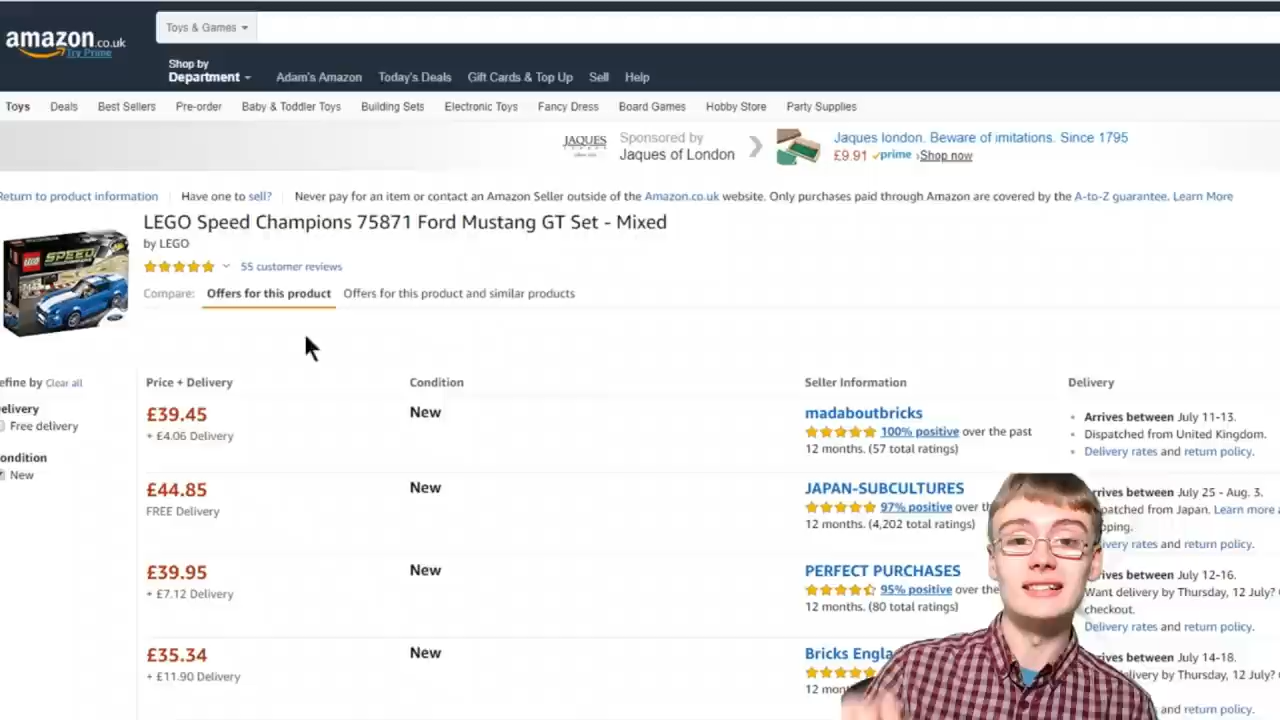 amazon.co.uk
Try Prime
Toys & Games
Shop by
Department
Adam's Amazon
Today's Deals
Gift Cards & Top Up
Sell
Help
Toys
Deals
Best Sellers
Pre-order
Baby & Toddler Toys
Building Sets
Electronic Toys
Fancy Dress
Board Games
Hobby Store
Party Supplies
JAQUES
Sponsored by
Jaques of London
Jaques london. Beware of imitations. Since 1795
£9.91 prime ›Shop now
Return to product information
Have one to sell?
Never pay for an item or contact an Amazon Seller outside of the Amazon.co.uk website. Only purchases paid through Amazon are covered by the A-to-Z guarantee. Learn More
LEGO Speed Champions 75871 Ford Mustang GT Set - Mixed
by LEGO
55 customer reviews
LEGO SPEED
Compare: Offers for this product Offers for this product and similar products
efine by Clear all
Price + Delivery
Condition
Seller Information
Delivery
elivery
Free delivery
ondition
New
£39.45
+ £4.06 Delivery
New
madaboutbricks
100% positive over the past
12 months. (57 total ratings)
Arrives between July 11-13.
Dispatched from United Kingdom.
Delivery rates and return policy.
£44.85
FREE Delivery
New
JAPAN-SUBCULTURES
97% positive over th
12 months. (4,202 total ratings)
rrives between July 25 - Aug. 3.
patched from Japan. Learn more
pping.
ivery rates and return policy.
£39.95
+ £7.12 Delivery
New
PERFECT PURCHASES
95% positive over the
12 months. (80 total ratings)
rives between July 12-16.
Want delivery by Thursday, 12 July?
checkout.
Delivery rates and return policy.
£35.34
+ £11.90 Delivery
New
Bricks Engla
12 mon
ives between July 14-18.
delivery by Thursday, 12 July?
and return policy.